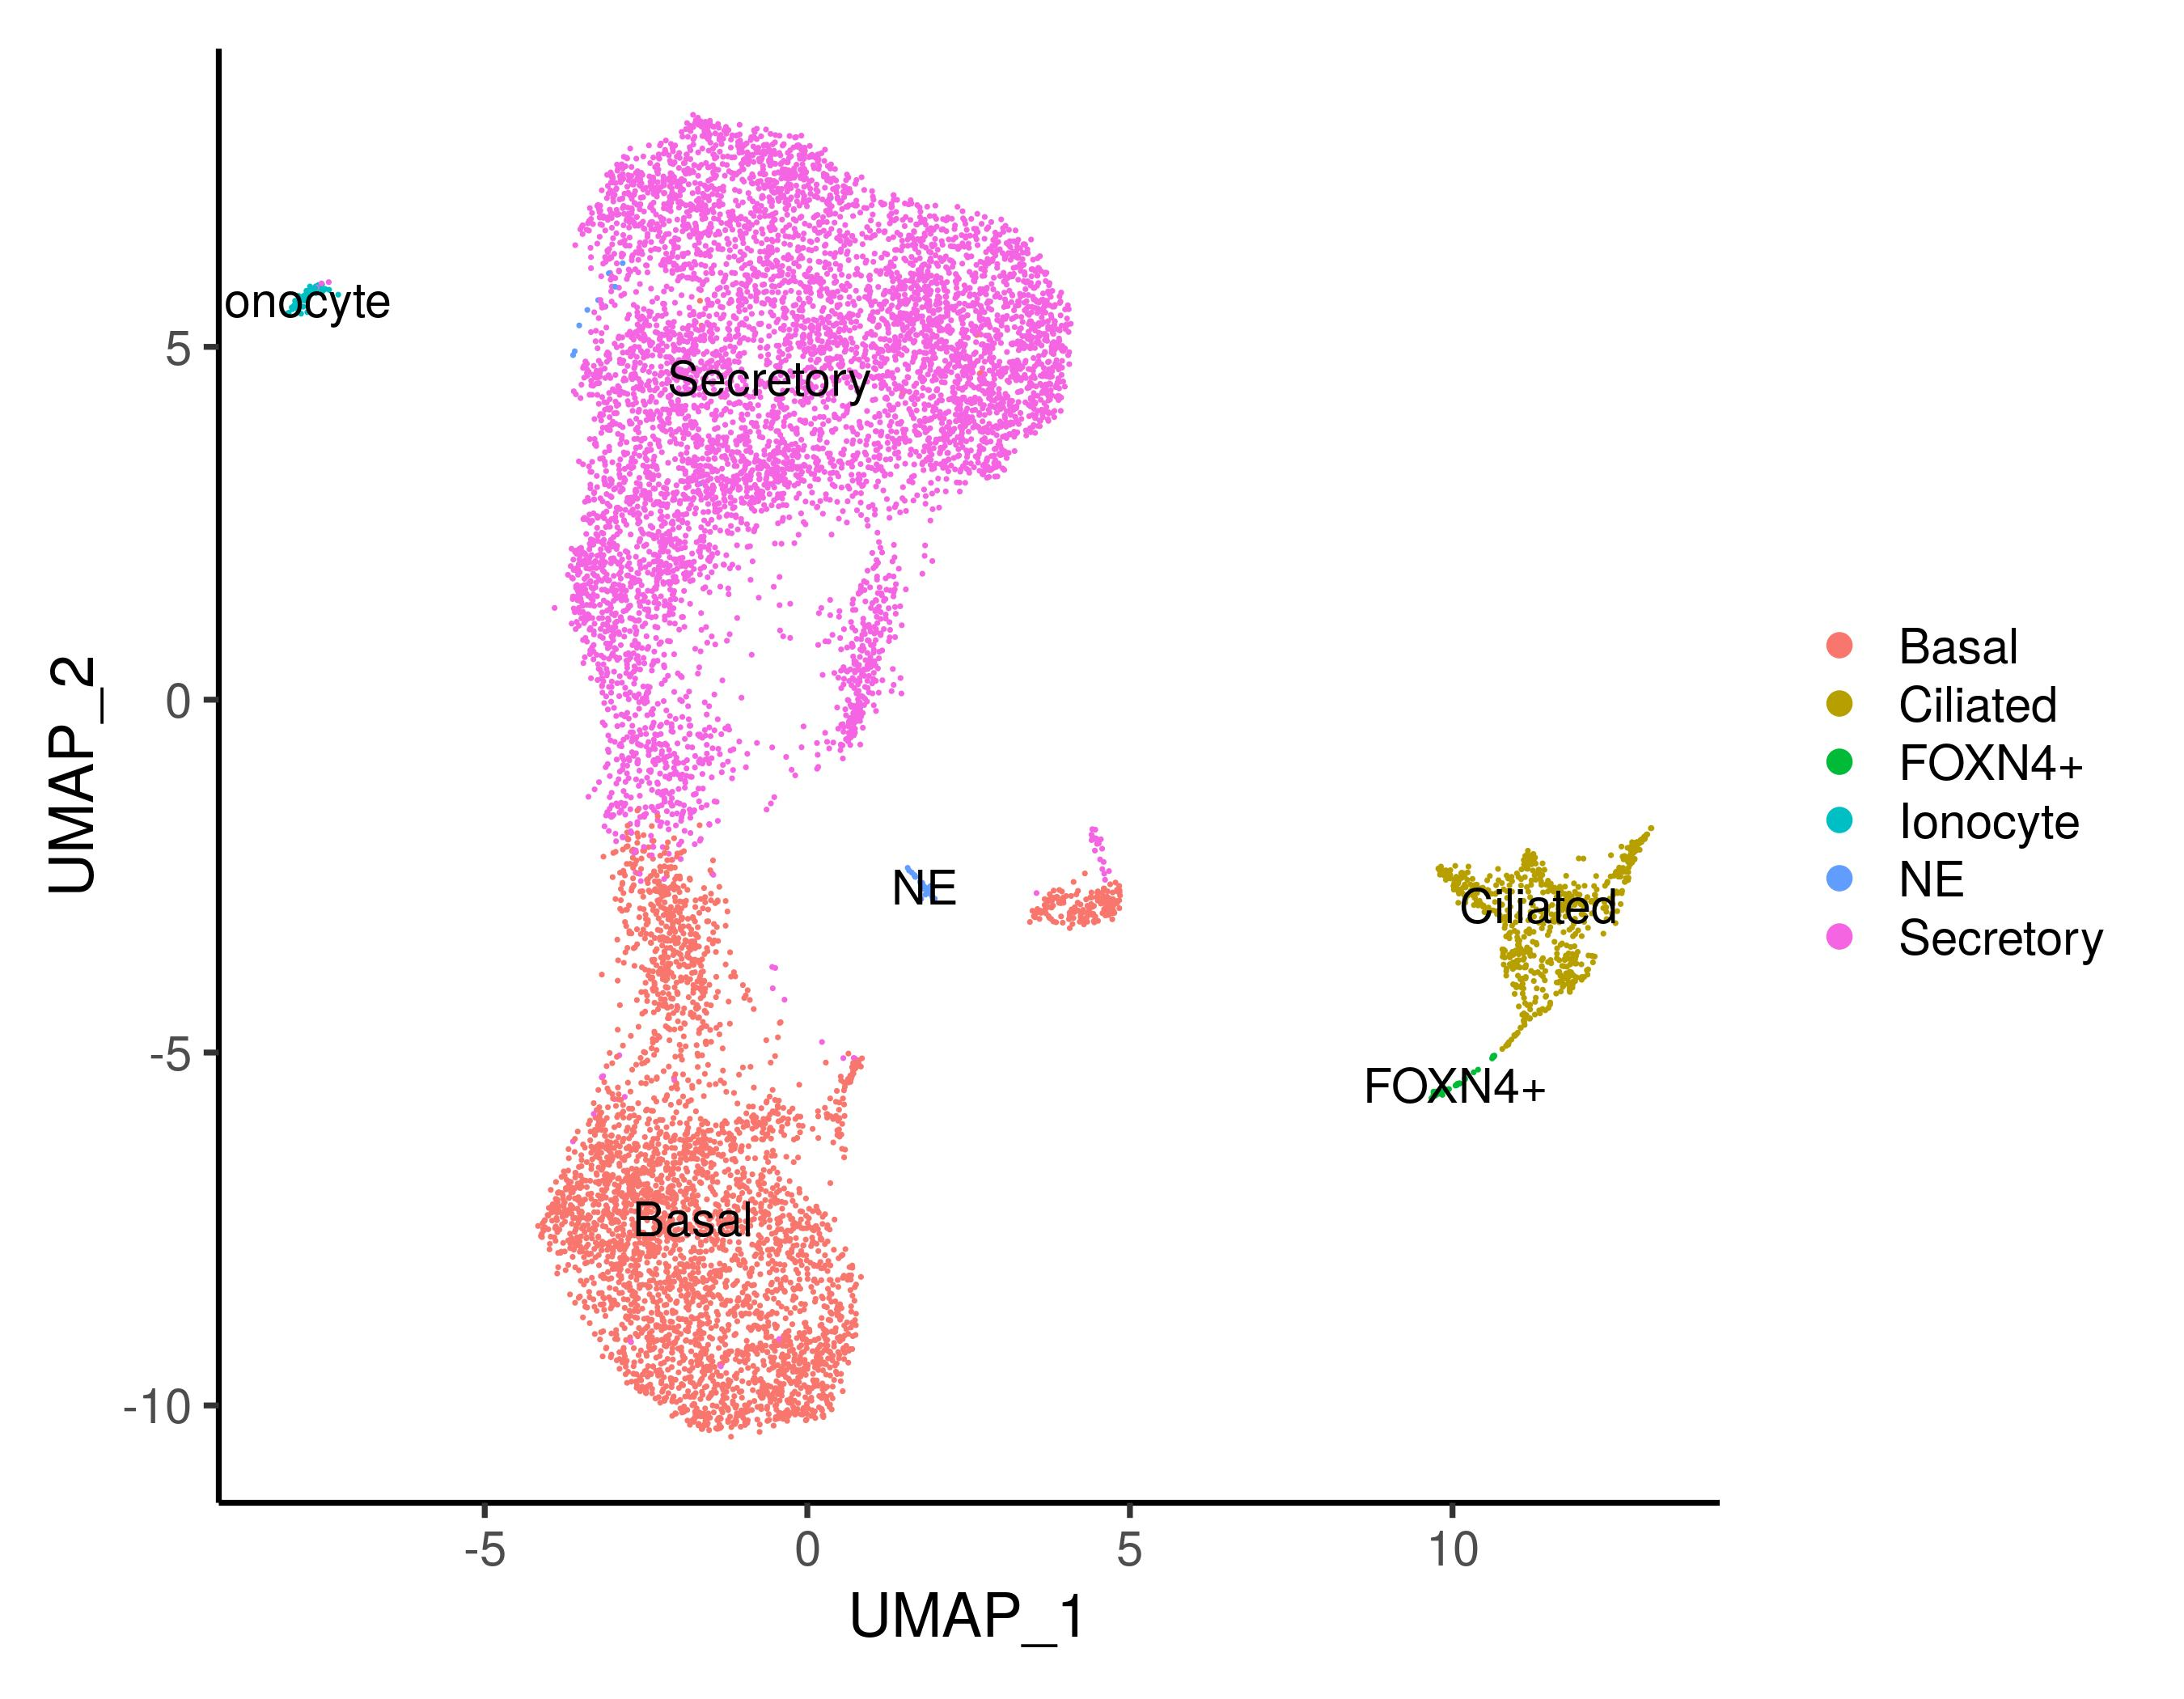 onocyte
5
Secretory
0
UMAP_2
NE
Ciliated
-5
FOXN4+
Basal
-10
-5
0
5
10
UMAP_1
Basal
Ciliated
FOXN4+
Ionocyte
NE
Secretory